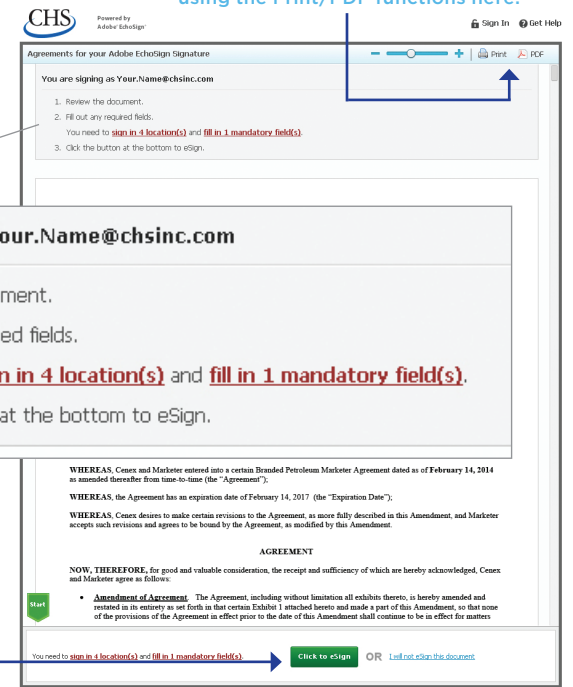 using the Print/PDF functions here.
CHS
Powered by
Adobe® EchoSign™
Sign In
Get Help
Agreements for your Adobe EchoSign Signature
Print
PDF
You are signing as Your.Name@chsinc.com
1. Review the document.
2. Fill out any required fields.
You need to sign in 4 location(s) and fill in 1 mandatory field(s).
3. Click the button at the bottom to eSign.
our.Name@chsinc.com
ment.
ed fields.
n in 4 location(s) and fill in 1 mandatory field(s).
at the bottom to eSign.
WHEREAS, Cenex and Marketer entered into a certain Branded Petroleum Marketer Agreement dated as of February 14, 2014
as amended thereafter from time-to-time (the “Agreement”);
WHEREAS, the Agreement has an expiration date of February 14, 2017 (the “Expiration Date”);
WHEREAS, Cenex desires to make certain revisions to the Agreement, as more fully described in this Amendment, and Marketer
accepts such revisions and agrees to be bound by the Agreement, as modified by this Amendment.
AGREEMENT
NOW, THEREFORE, for good and valuable consideration, the receipt and sufficiency of which are hereby acknowledged, Cenex
and Marketer agree as follows:
• Amendment of Agreement. The Agreement, including without limitation all exhibits thereto, is hereby amended and
restated in its entirety as set forth in that certain Exhibit 1 attached hereto and made a part of this Amendment, so that none
of the provisions of the Agreement in effect prior to the date of this Amendment shall continue to be in effect for matters
Start
You need to sign in 4 location(s) and fill in 1 mandatory field(s).
Click to eSign
OR
I will not eSign this document